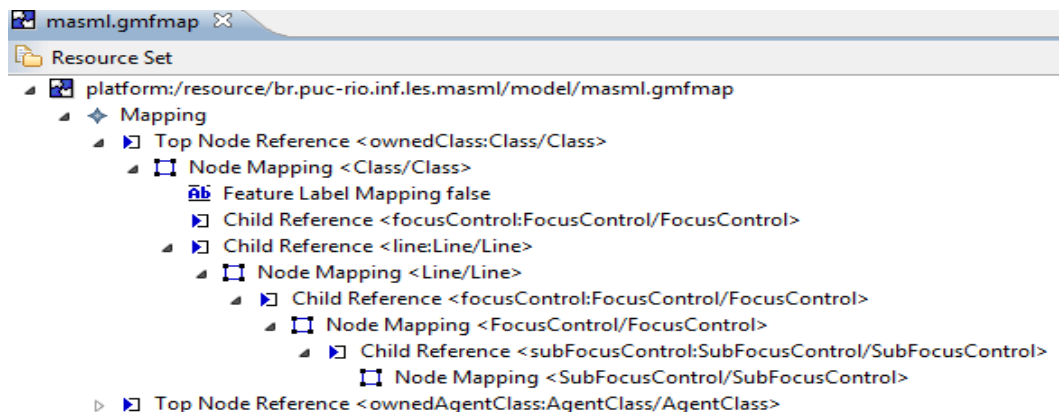 masml.gmfmap
Resource Set
platform:/resource/br.puc-rio.inf.les.masml/model/masml.gmfmap
Mapping
Top Node Reference <ownedClass:Class/Class>
Node Mapping <Class/Class>
Ab Feature Label Mapping false
Child Reference <focusControl:FocusControl/FocusControl>
Child Reference <line:Line/Line>
Node Mapping <Line/Line>
Child Reference <focusControl:FocusControl/FocusControl>
Node Mapping <FocusControl/FocusControl>
Child Reference <subFocusControl:SubFocusControl/SubFocusControl>
Node Mapping <SubFocusControl/SubFocusControl>
Top Node Reference <ownedAgentClass:AgentClass/AgentClass>